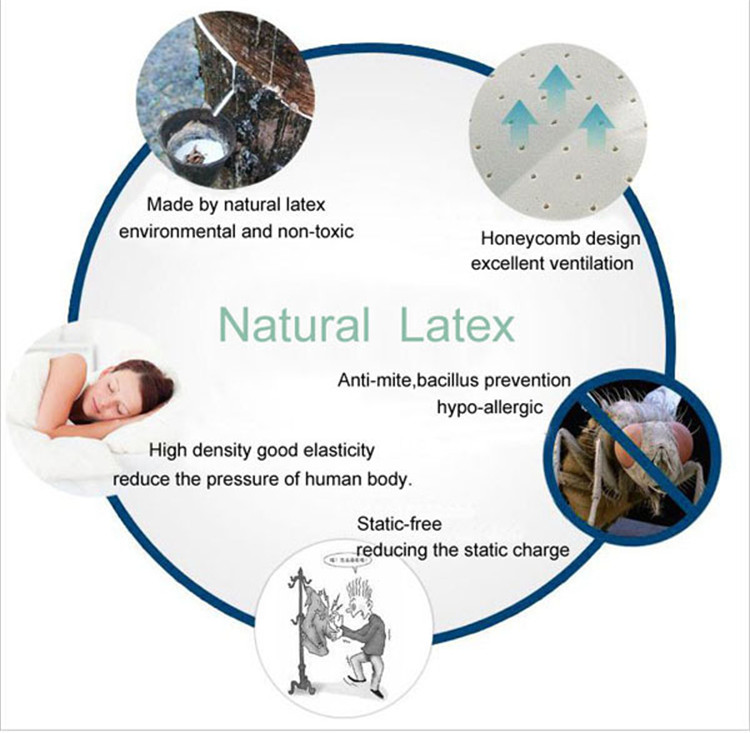 Made by natural latex
environmental and non-toxic
Honeycomb design
excellent ventilation
Natural Latex
Anti-mite,bacillus prevention
hypo-allergic
High density good elasticity
reduce the pressure of human body.
Static-free
reducing the static charge